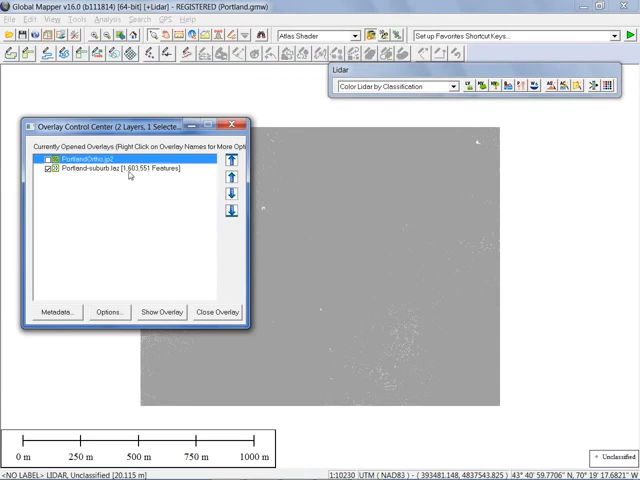 Global Mapper v16.0 (b111814) [64-bit] [+Lidar] - REGISTERED (Portland.gmw)
File Edit View Tools Analysis Search GPS Help
Atlas Shader
Set up Favorites Shortcut Keys...
Lidar
Color Lidar by Classification
Overlay Control Center (2 Layers, 1 Selecte...
Currently Opened Overlays (Right Click on Overlay Names for More Opti
PortlandOrtho.jp2
Portland-suburb.laz [1,603,551 Features]
Metadata... Options... Show Overlay Close Overlay
0 m 250 m 500 m 750 m 1000 m
Unclassified
<NO LABEL> LIDAR, Unclassified [20.115 m]
1:10230 UTM (NAD83) - (393481.148, 4837543.825) 43° 40' 59.7706" N, 70° 19' 17.6821" W